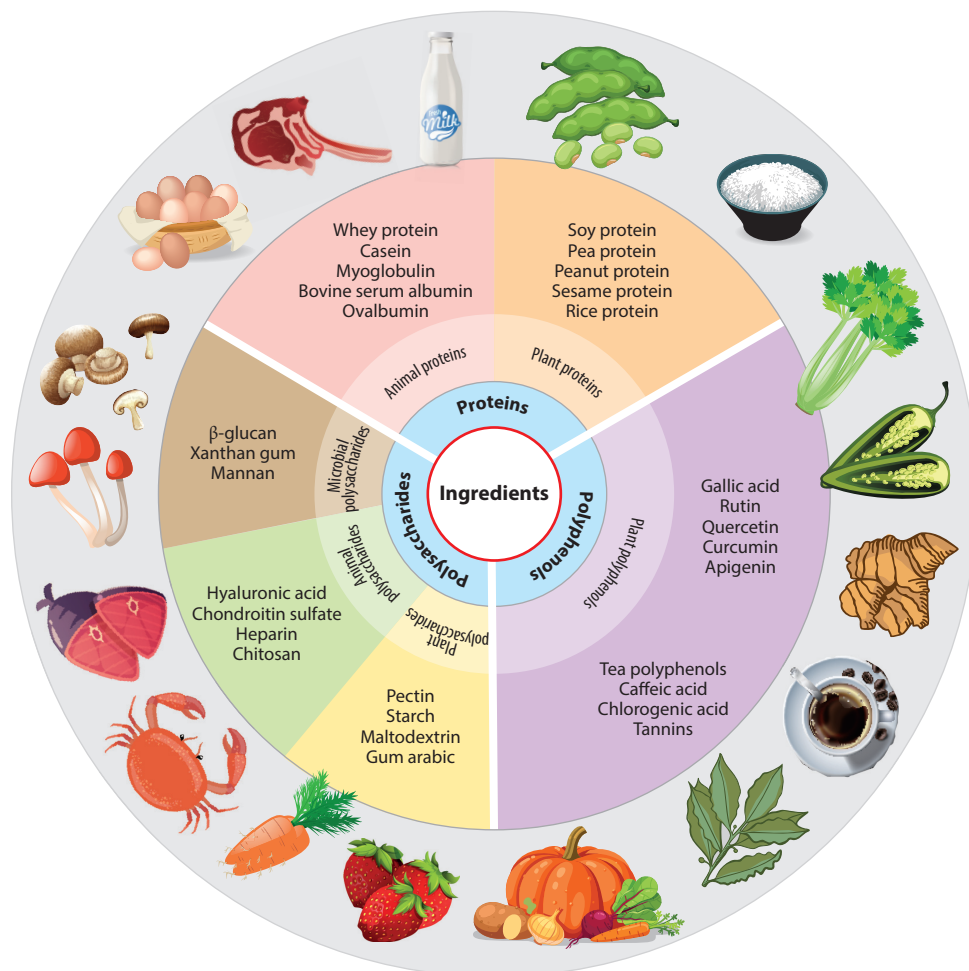 fresh
Milk
Whey protein
Casein
Myoglobulin
Bovine serum albumin
Ovalbumin
Soy protein
Pea protein
Peanut protein
Sesame protein
Rice protein
Animal proteins
Plant proteins
Proteins
β-glucan
Xanthan gum
Mannan
Microbial
polysaccharides
Polysaccharides
Ingredients
Polyphenols
Plant polyphenols
Gallic acid
Rutin
Quercetin
Curcumin
Apigenin
Animal
polysaccharides
Hyaluronic acid
Chondroitin sulfate
Heparin
Chitosan
Plant
polysaccharides
Tea polyphenols
Caffeic acid
Chlorogenic acid
Tannins
Pectin
Starch
Maltodextrin
Gum arabic